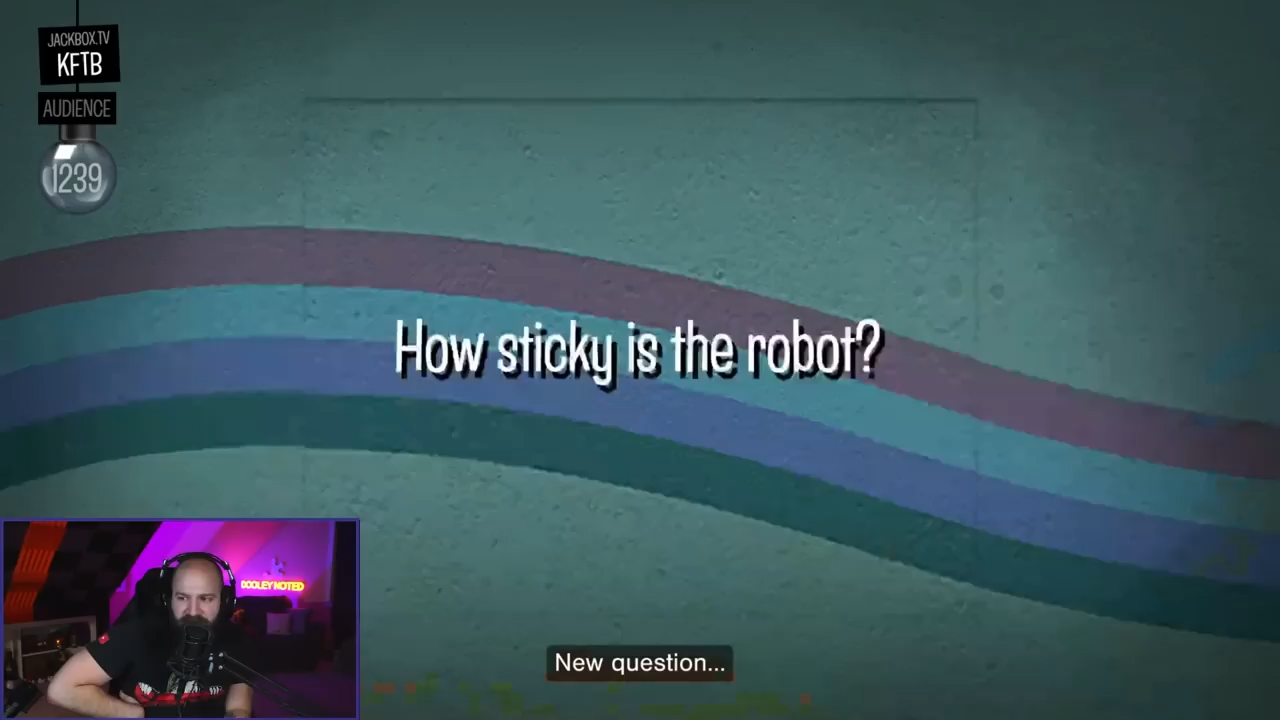 JACKBOX.TV
KFTB
AUDIENCE
1239
How sticky is the robot?
DOOLEY NOTED
New question...